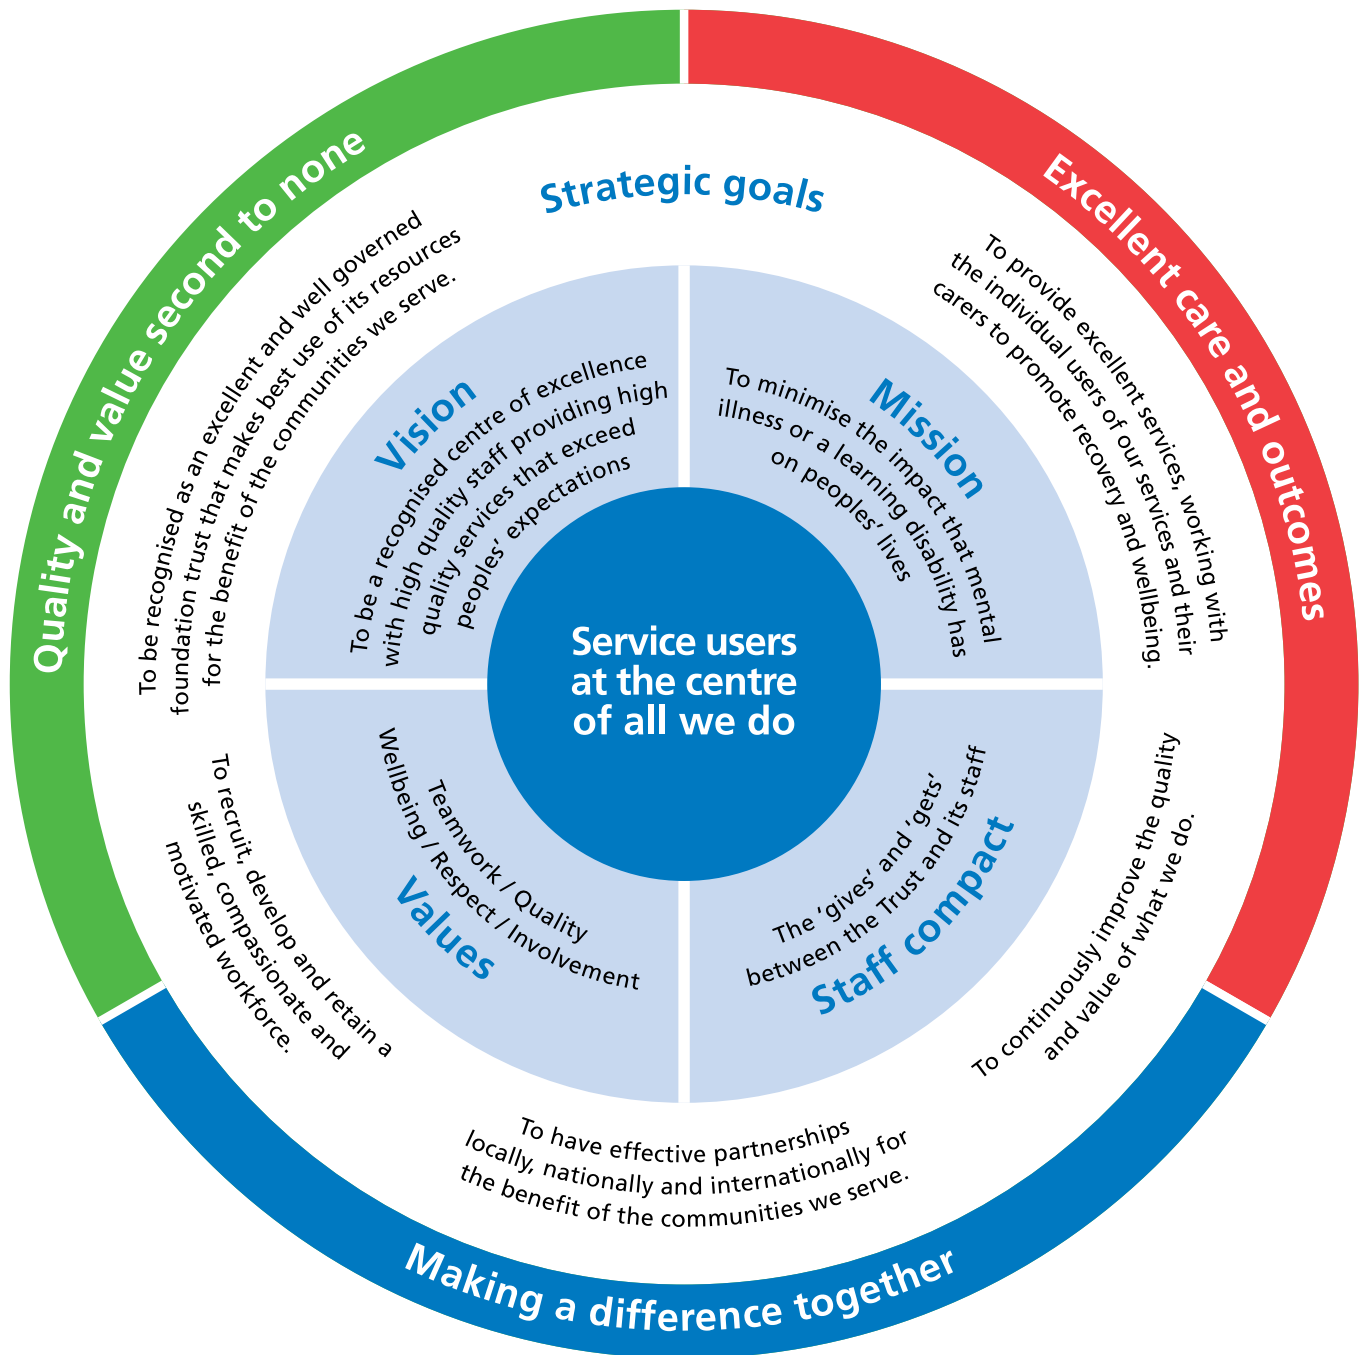 Quality and value second to none
Excellent care and outcomes
Making a difference together
Strategic goals
To be recognised as an excellent and well governed
foundation trust that makes best use of its resources
for the benefit of the communities we serve.
To provide excellent services, working with
the individual users of our services and their
carers to promote recovery and wellbeing.
To continuously improve the quality
and value of what we do.
To have effective partnerships
locally, nationally and internationally for
the benefit of the communities we serve.
To recruit, develop and retain a
skilled, compassionate and
motivated workforce.
Vision
To be a recognised centre of excellence
with high quality staff providing high
quality services that exceed
peoples’ expectations
Mission
To minimise the impact that mental
illness or a learning disability has
on peoples’ lives
The ‘gives’ and ‘gets’
between the Trust and its staff
Staff compact
Teamwork / Quality
Wellbeing / Respect / Involvement
Values
Service users
at the centre
of all we do